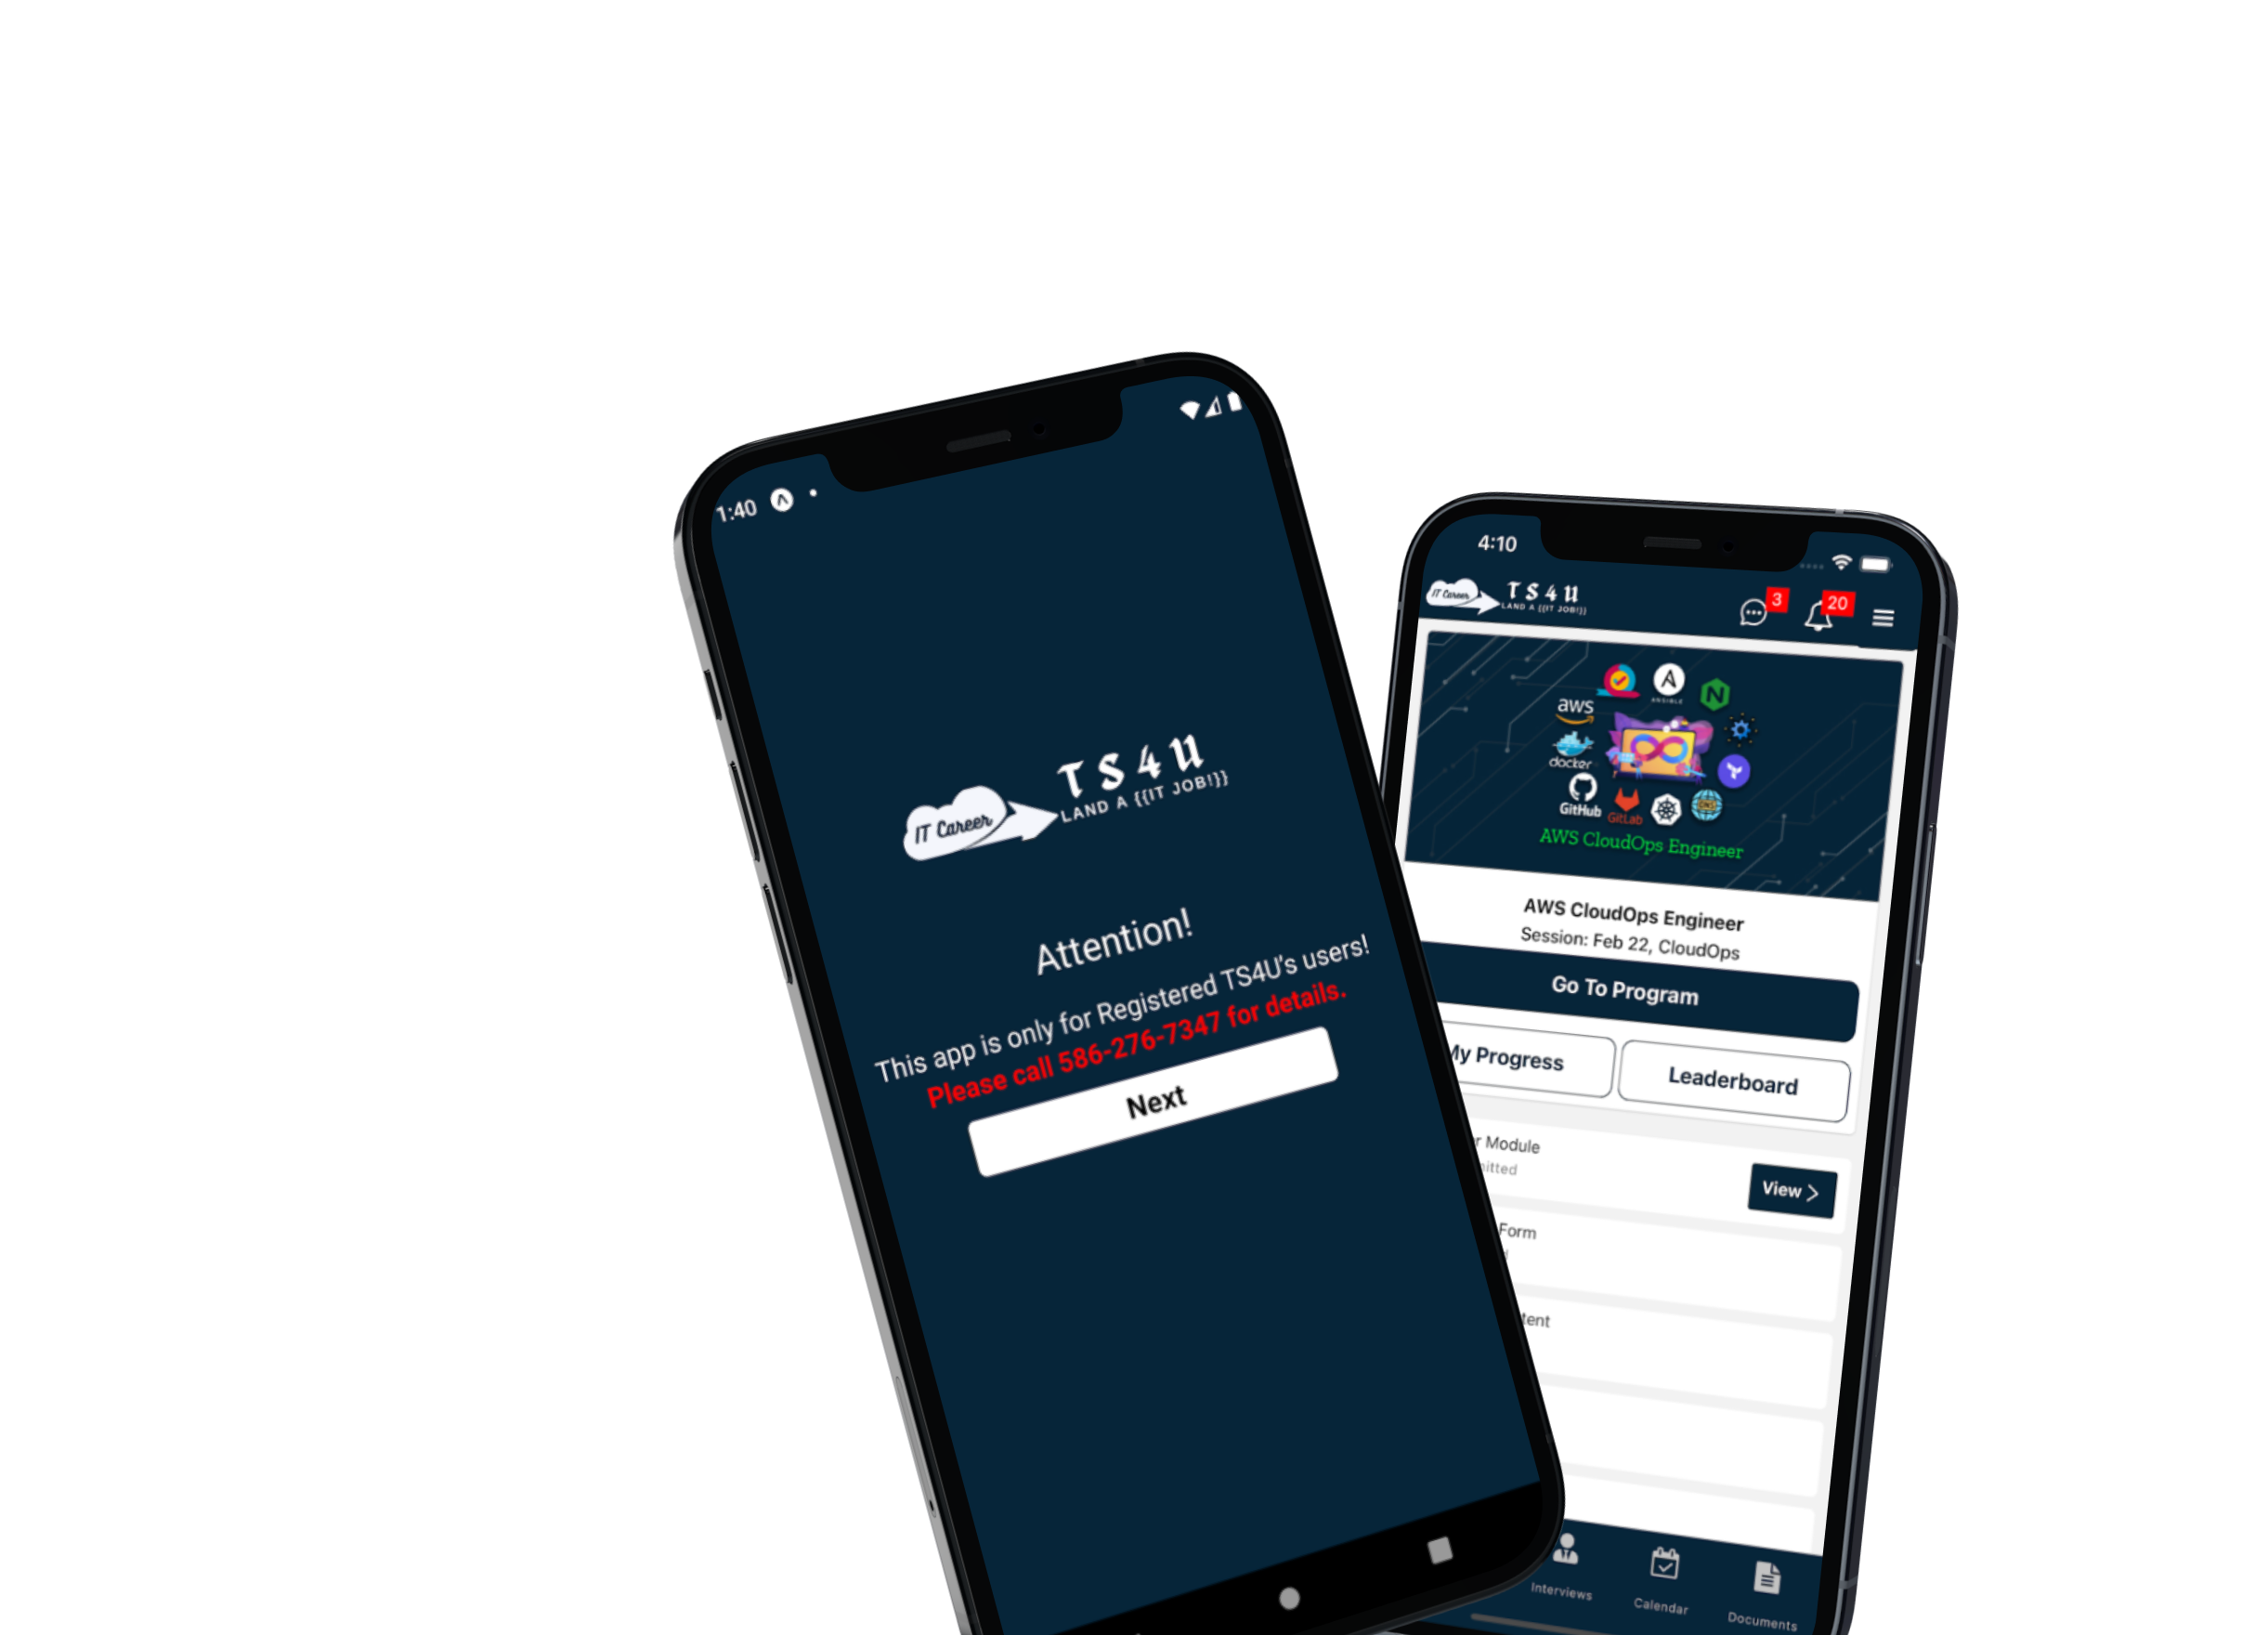 1:40
IT Career
TS4U
LAND A {{IT JOB!}}
Attention!
This app is only for Registered TS4U's users!
Please call 586-276-7347 for details.
Next
4:10
IT Career
TS4U
LAND A {{IT JOB!}}
3
20
ANSIBLE
aws
docker
GitHub
GitLab
DNS
AWS CloudOps Engineer
AWS CloudOps Engineer
Session: Feb 22, CloudOps
Go To Program
My Progress
Leaderboard
Module
View >
Form
Interviews
Calendar
Documents